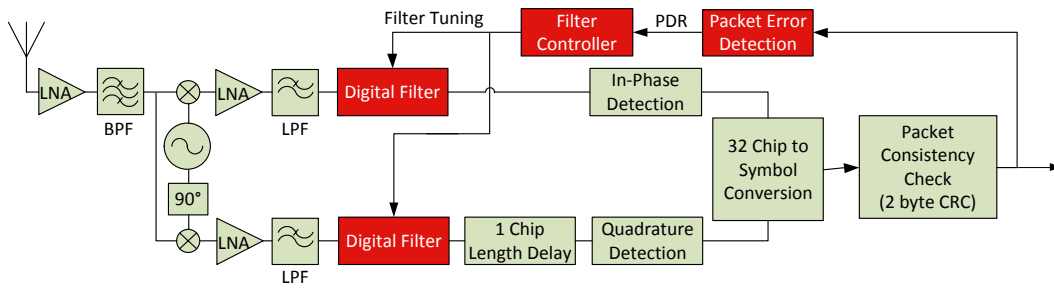 Filter Tuning
Filter
Controller
PDR
Packet Error
Detection
LNA
BPF
LNA
LPF
Digital Filter
In-Phase
Detection
32 Chip to
Symbol
Conversion
Packet
Consistency
Check
(2 byte CRC)
90°
LNA
LPF
Digital Filter
1 Chip
Length Delay
Quadrature
Detection